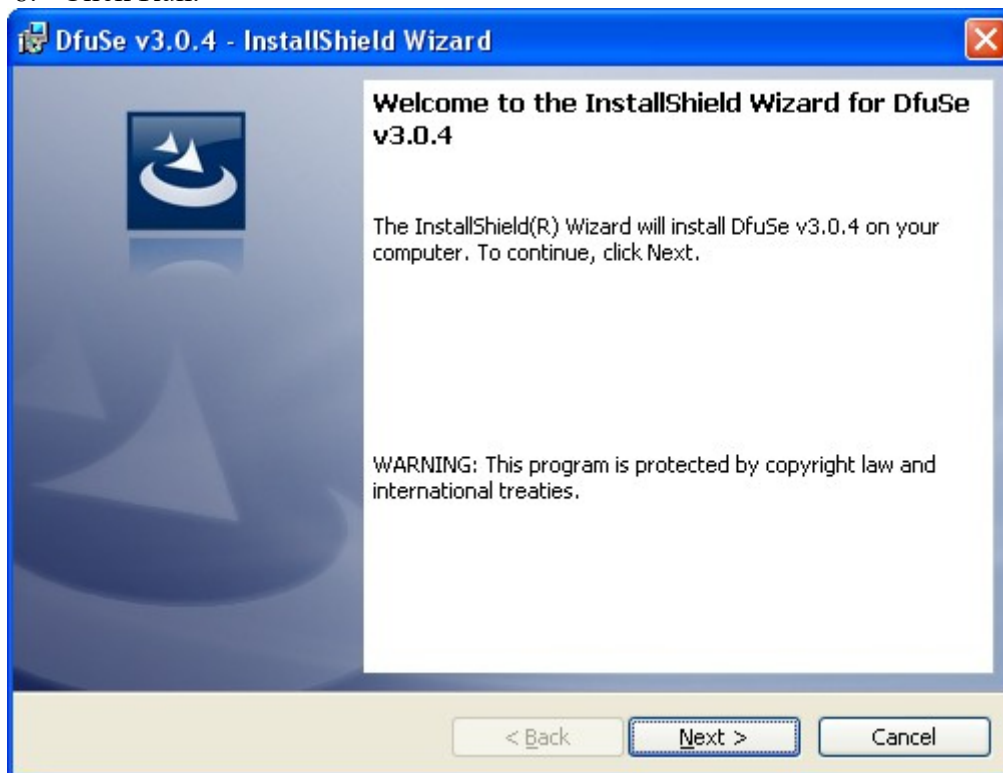 DfuSe v3.0.4 - InstallShield Wizard
Welcome to the InstallShield Wizard for DfuSe
v3.0.4
The InstallShield(R) Wizard will install DfuSe v3.0.4 on your
computer. To continue, click Next.
WARNING: This program is protected by copyright law and
international treaties.
< Back
Next >
Cancel